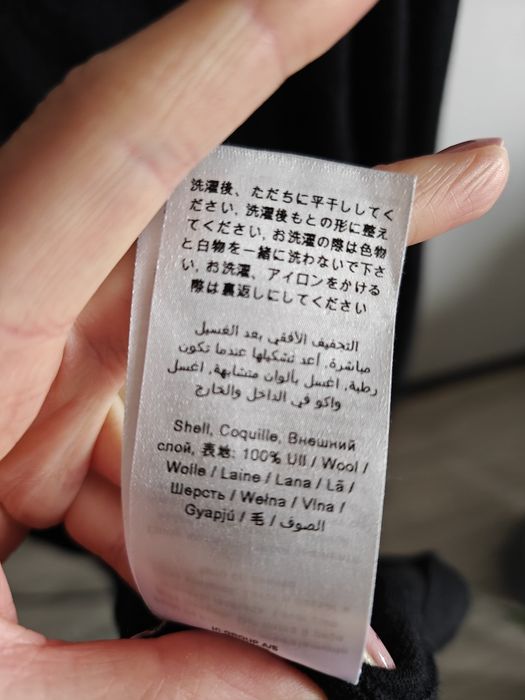 洗濯後、ただちに平干ししてく
ださい, 洗濯後もとの形に整え
てください, お洗濯の際は色物
と白物を一緒に洗わないで下さ
い, お洗濯、アイロンをかける
際は裏返しにしてください
التجفيف الأفقي بعد الغسيل
مباشرة, أعد تشكيلها عندما تكون
رطبة, اغسل بألوان متشابهة, اغسل
واكو في الداخل والخارج
Shell, Coquille, Внешний
слой, 表地: 100% Ull / Wool /
Wolle / Laine / Lana / Lã /
Шерсть / Wełna / Vlna /
Gyapjú / 毛 / الصوف
GROUP A/S